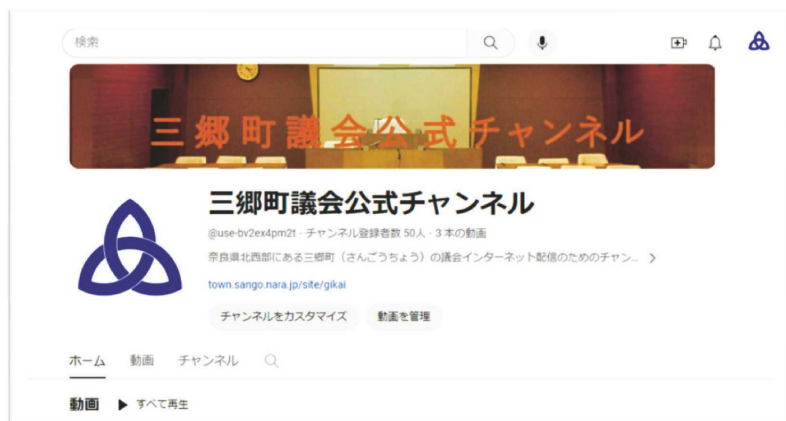 検索
三郷町議会公式チャンネル
三郷町議会公式チャンネル
@use-bv2ex4pm2t · チャンネル登録者数 50人 · 3 本の動画
奈良県北西部にある三郷町（さんごうちょう）の議会インターネット配信のためのチャン...
town.sango.nara.jp/site/gikai
チャンネルをカスタマイズ 動画を管理
ホーム 動画 チャンネル
動画 ▶ すべて再生